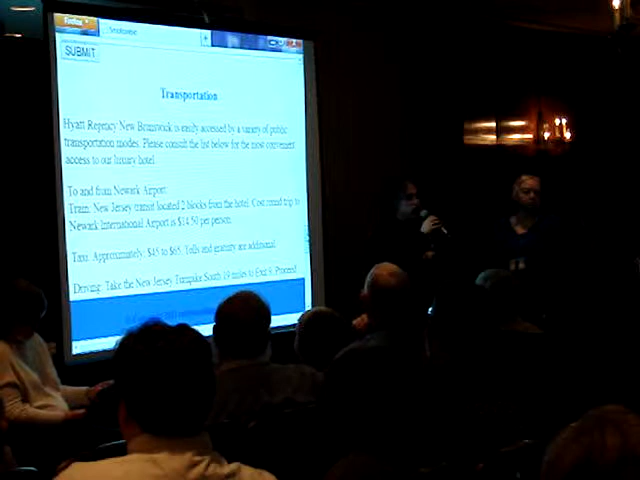 Firefox
SUBMIT
Transportation
Hyatt Regency New Brunswick is easily accessed by a variety of public
transportation modes. Please consult the list below for the most convenient
access to our luxury hotel.
To and from Newark Airport:
Train: New Jersey transit located 2 blocks from the hotel. Cost round trip to
Newark International Airport is $14.50 per person.
Taxi: Approximately: $45 to $65. Tolls and gratuity are additional.
Driving: Take the New Jersey Turnpike South 19 miles to Exit 9. Proceed